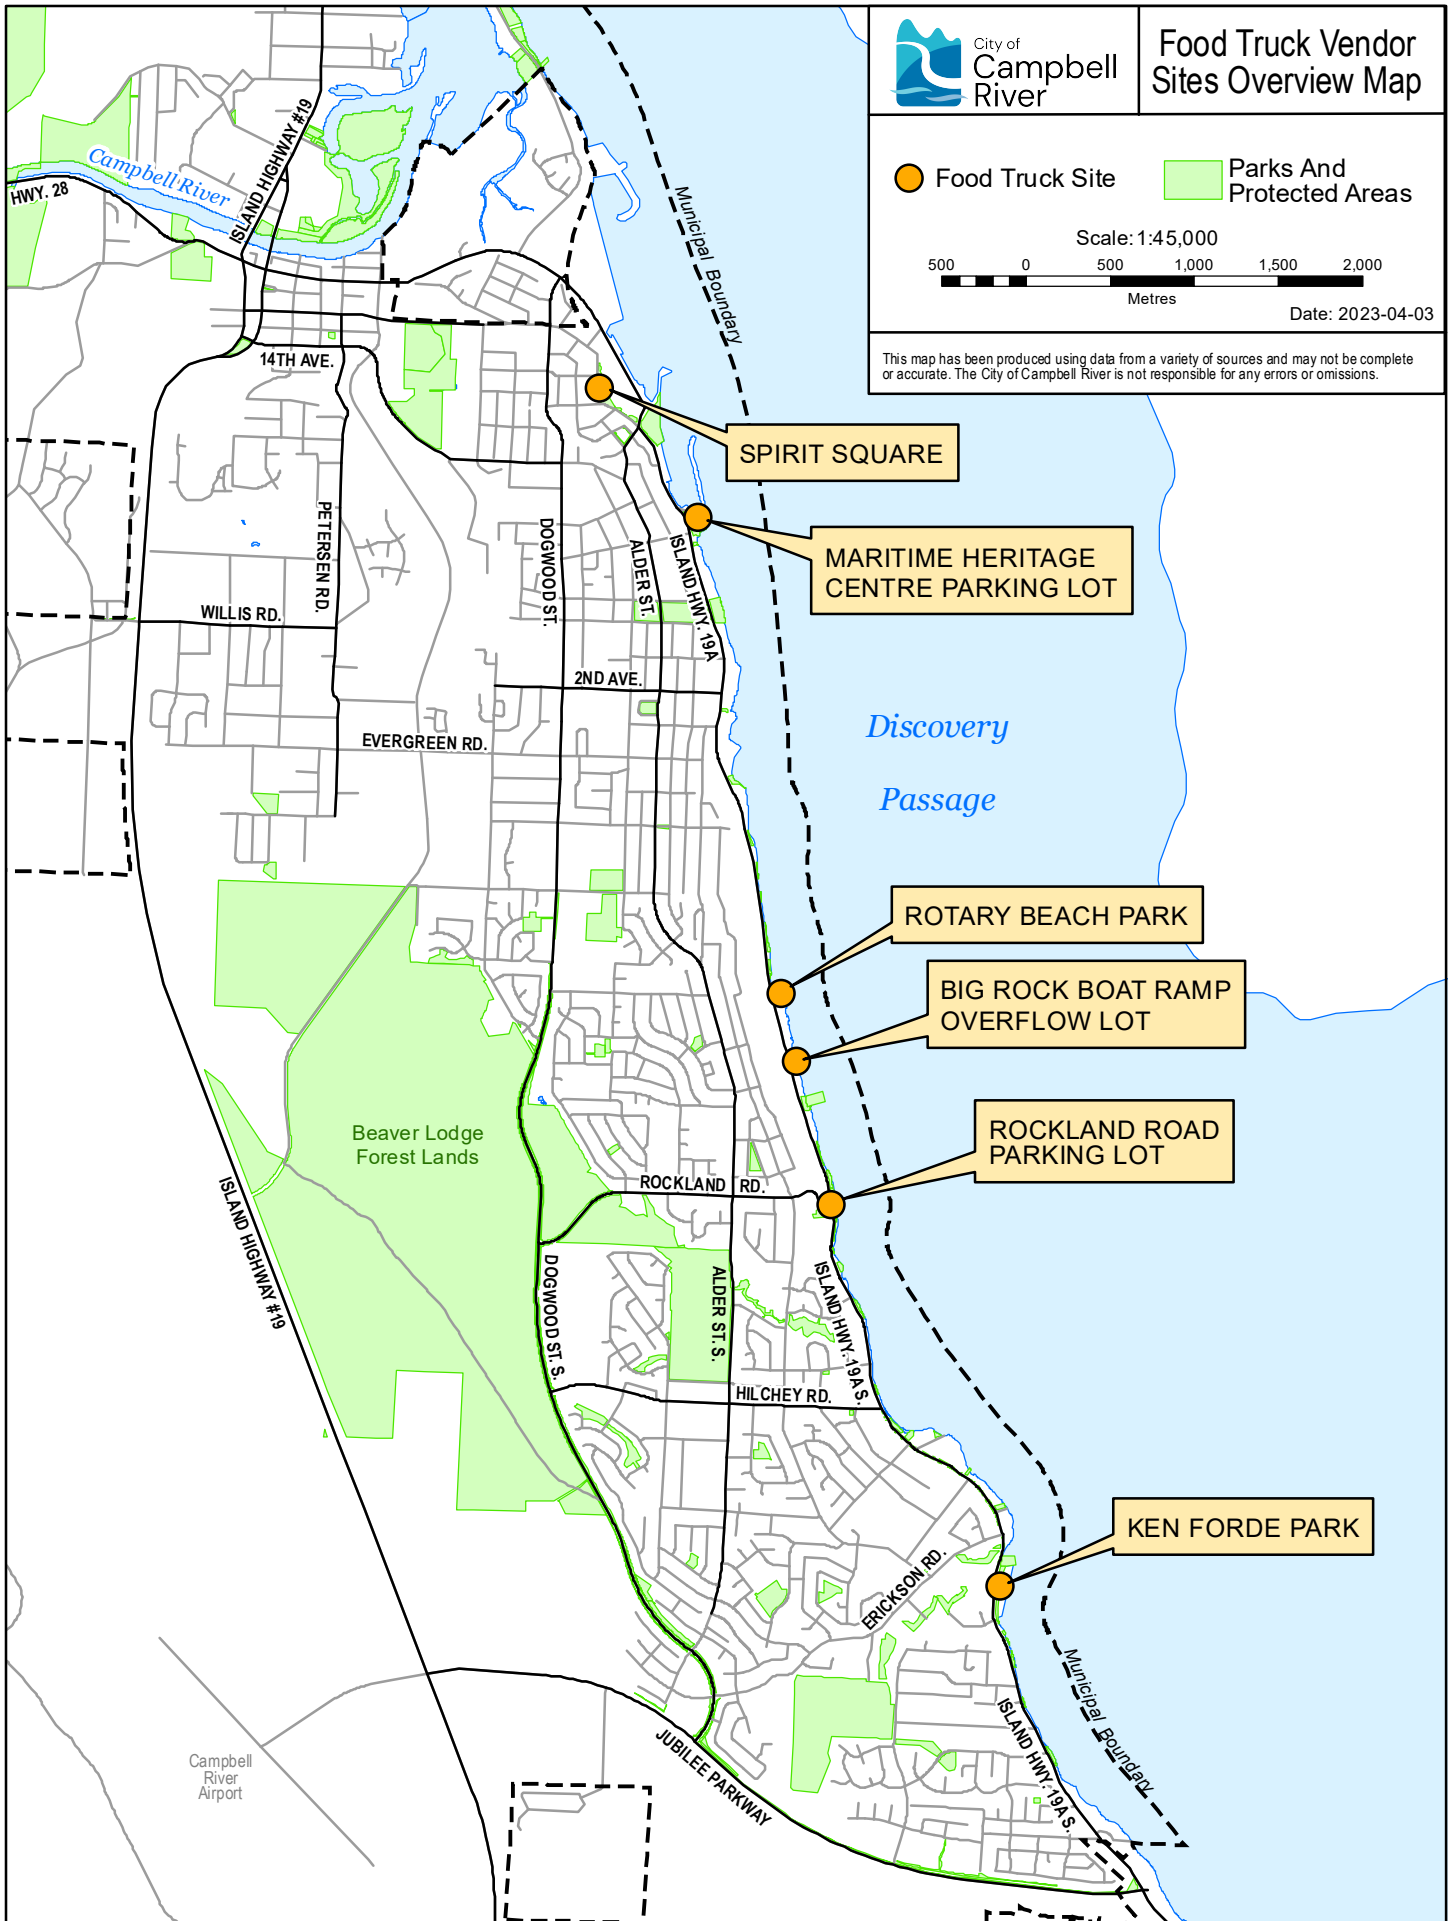 City of
Campbell
River
Food Truck Vendor
Sites Overview Map
Food Truck Site
Parks And
Protected Areas
Scale: 1:45,000
500 0 500 1,000 1,500 2,000
Metres
Date: 2023-04-03
This map has been produced using data from a variety of sources and may not be complete
or accurate. The City of Campbell River is not responsible for any errors or omissions.
ISLAND HIGHWAY #19
Campbell River
HWY. 28
Municipal Boundary
14TH AVE.
SPIRIT SQUARE
MARITIME HERITAGE
CENTRE PARKING LOT
PETERSEN RD.
DOGWOOD ST.
ALDER ST.
ISLAND HWY. 19A
WILLIS RD.
2ND AVE.
EVERGREEN RD.
Discovery
Passage
ROTARY BEACH PARK
BIG ROCK BOAT RAMP
OVERFLOW LOT
ROCKLAND ROAD
PARKING LOT
Beaver Lodge
Forest Lands
ROCKLAND RD.
ISLAND HIGHWAY #19
DOGWOOD ST. S.
ALDER ST. S.
ISLAND HWY. 19A S.
HILCHEY RD.
KEN FORDE PARK
ERICKSON RD.
Municipal Boundary
ISLAND HWY. 19A S.
JUBILEE PARKWAY
Campbell
River
Airport